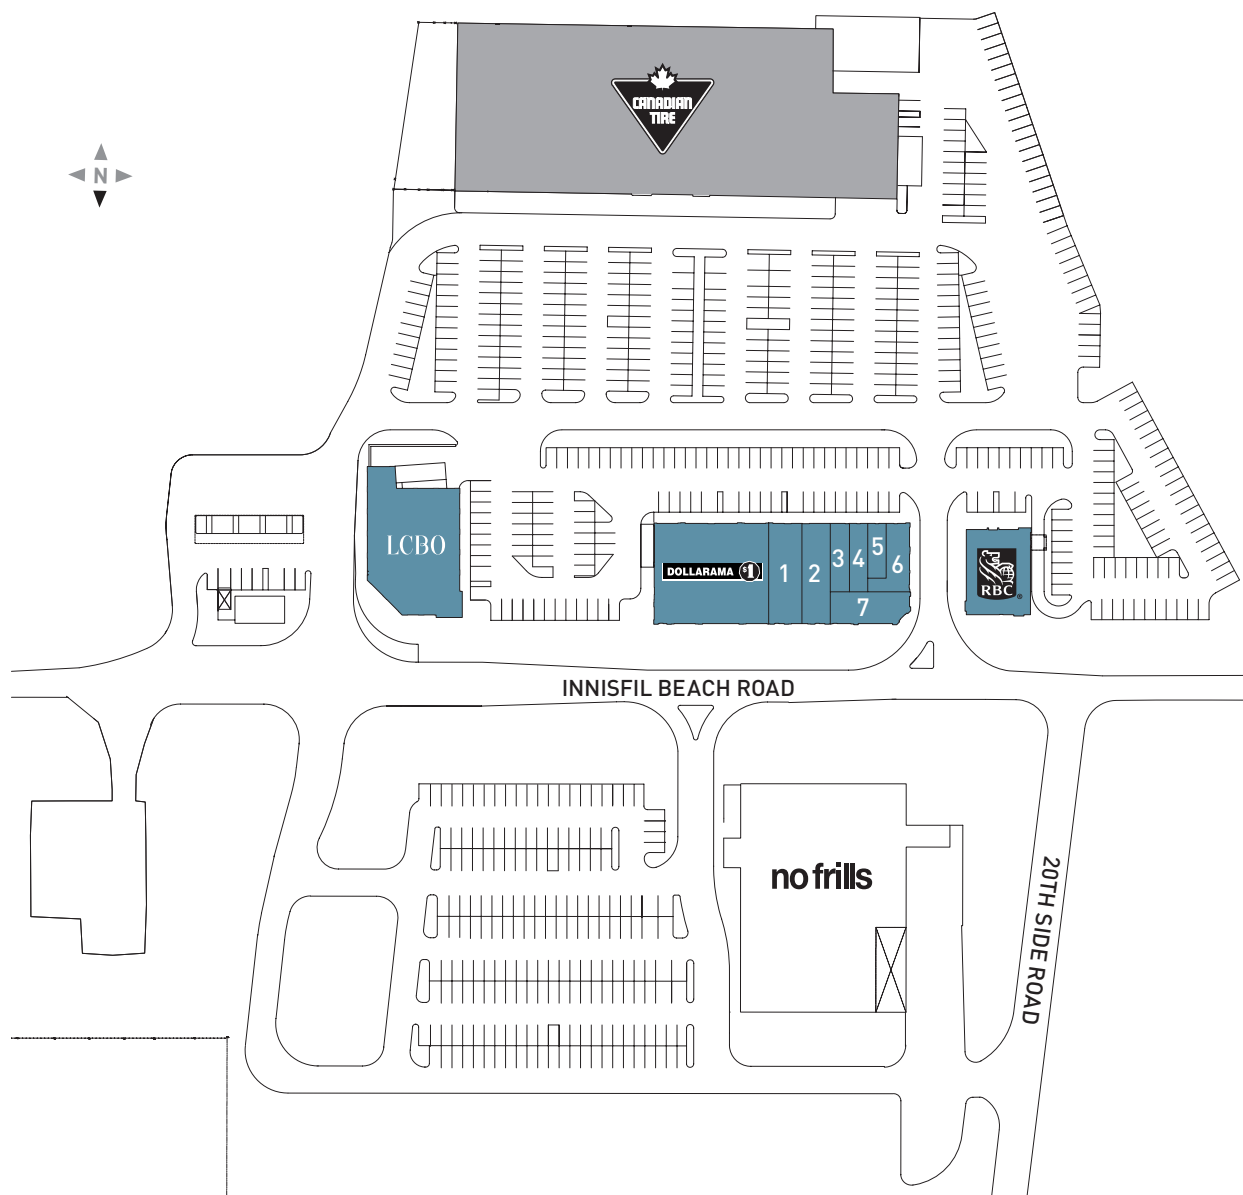 CANADIAN
TIRE
N
LCBO
DOLLARAMA $1
1
2
3
4
5
6
7
RBC
®
INNISFIL BEACH ROAD
no frills
20TH SIDE ROAD